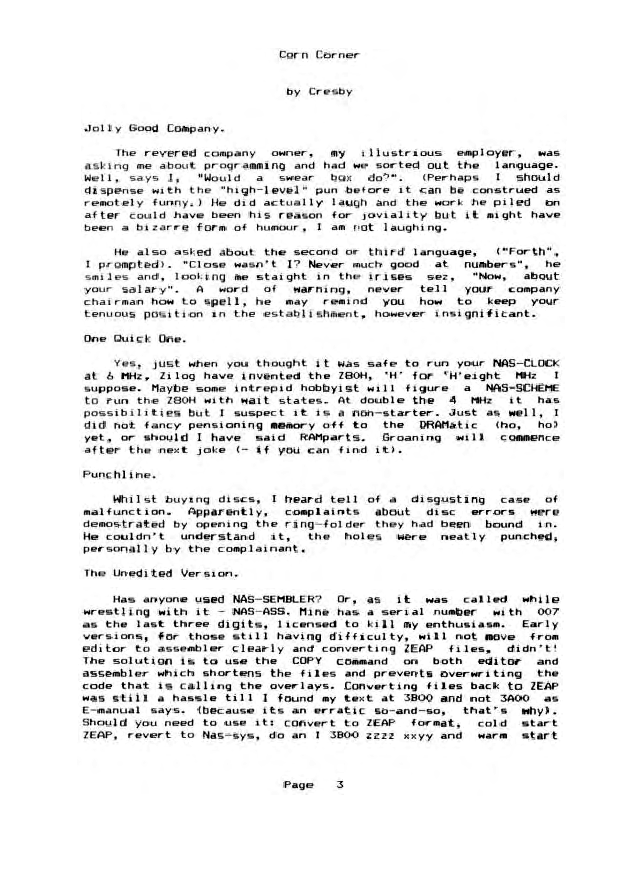 Corn Corner
by Cresby
Jolly Good Company.
The revered company owner, my illustrious employer, was
asking me about programming and had we sorted out the language.
Well, says I, "Would a swear box do?". (Perhaps I should
dispense with the "high-level" pun before it can be construed as
remotely funny.) He did actually laugh and the work he piled on
after could have been his reason for joviality but it might have
been a bizarre form of humour, I am not laughing.
He also asked about the second or third language, ("Forth",
I prompted). "Close wasn't I? Never much good at numbers", he
smiles and, looking me staight in the irises sez, "Now, about
your salary". A word of warning, never tell your company
chairman how to spell, he may remind you how to keep your
tenuous position in the establishment, however insignificant.
One Quick One.
Yes, just when you thought it was safe to run your NAS-CLOCK
at 6 MHz, Zilog have invented the Z80H, 'H' for 'H'eight MHz I
suppose. Maybe some intrepid hobbyist will figure a NAS-SCHEME
to run the Z80H with wait states. At double the 4 MHz it has
possibilities but I suspect it is a non-starter. Just as well, I
did not fancy pensioning memory off to the DRAMatic (ho, ho)
yet, or should I have said RAMparts. Groaning will commence
after the next joke (- if you can find it).
Punchline.
Whilst buying discs, I heard tell of a disgusting case of
malfunction. Apparently, complaints about disc errors were
demostrated by opening the ring-folder they had been bound in.
He couldn't understand it, the holes were neatly punched,
personally by the complainant.
The Unedited Version.
Has anyone used NAS-SEMBLER? Or, as it was called while
wrestling with it - NAS-ASS. Mine has a serial number with 007
as the last three digits, licensed to kill my enthusiasm. Early
versions, for those still having difficulty, will not move from
editor to assembler clearly and converting ZEAP files, didn't!
The solution is to use the COPY command on both editor and
assembler which shortens the files and prevents overwriting the
code that is calling the overlays. Converting files back to ZEAP
was still a hassle till I found my text at 3B00 and not 3A00 as
E-manual says. (because its an erratic so-and-so, that's why).
Should you need to use it: convert to ZEAP format, cold start
ZEAP, revert to Nas-sys, do an I 3B00 zzzz xxyy and warm start
Page 3